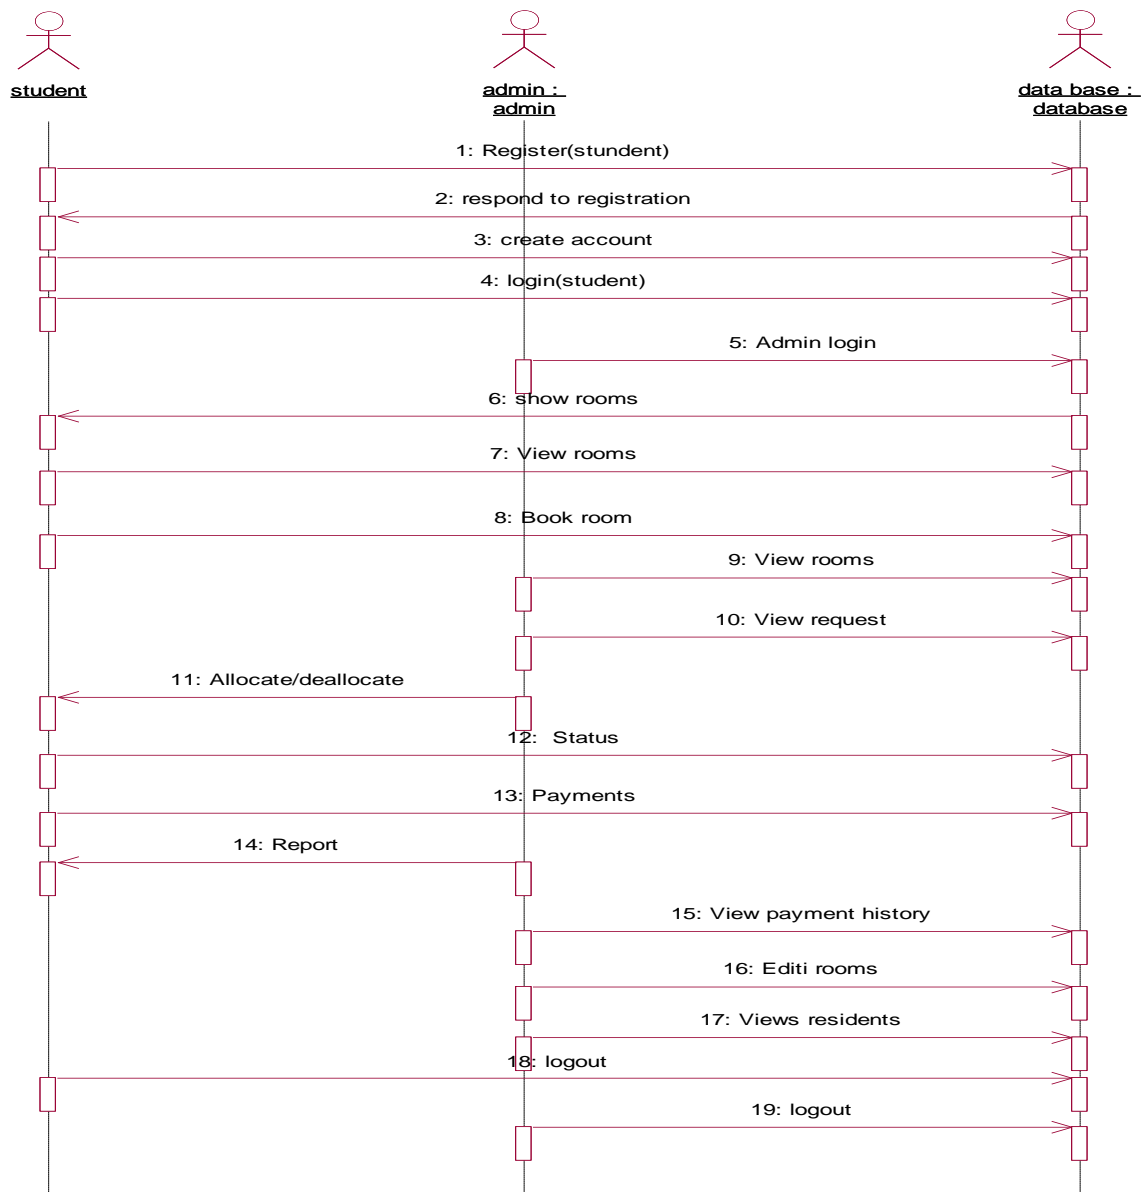 student
admin :
admin
data base :
database
1: Register(stundent)
2: respond to registration
3: create account
4: login(student)
5: Admin login
6: show rooms
7: View rooms
8: Book room
9: View rooms
10: View request
11: Allocate/deallocate
12: Status
13: Payments
14: Report
15: View payment history
16: Editi rooms
17: Views residents
18: logout
19: logout